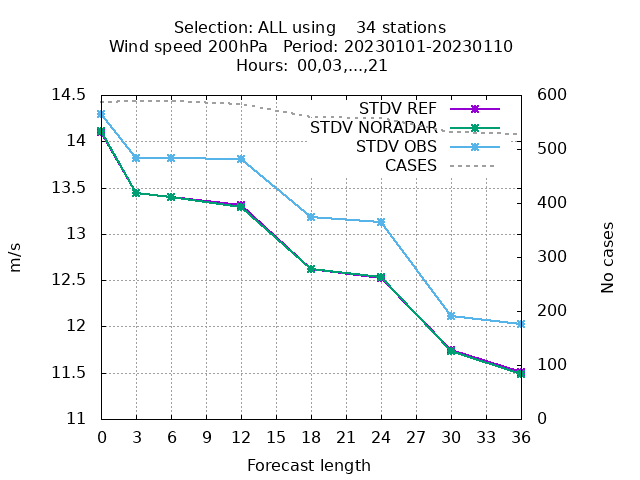 Selection: ALL using    34 stations
Wind speed 200hPa   Period: 20230101-20230110
Hours: 00,03,...,21
STDV REF
STDV NORADAR
STDV OBS
CASES
14.5
14
13.5
13
12.5
12
11.5
11
m/s
600
500
400
300
200
100
0
No cases
0 3 6 9 12 15 18 21 24 27 30 33 36
Forecast length